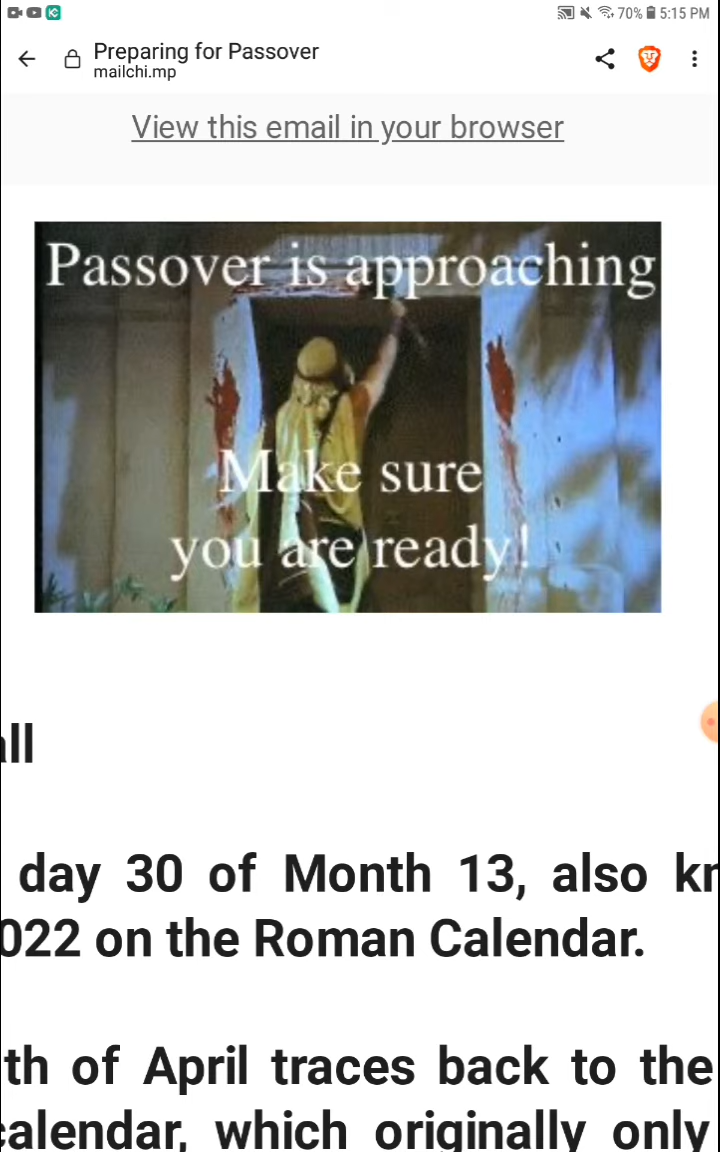 70% 5:15 PM
Preparing for Passover
mailchi.mp
View this email in your browser
Passover is approaching
Make sure
you are ready!
all
day 30 of Month 13, also kn
022 on the Roman Calendar.
th of April traces back to the
calendar, which originally only